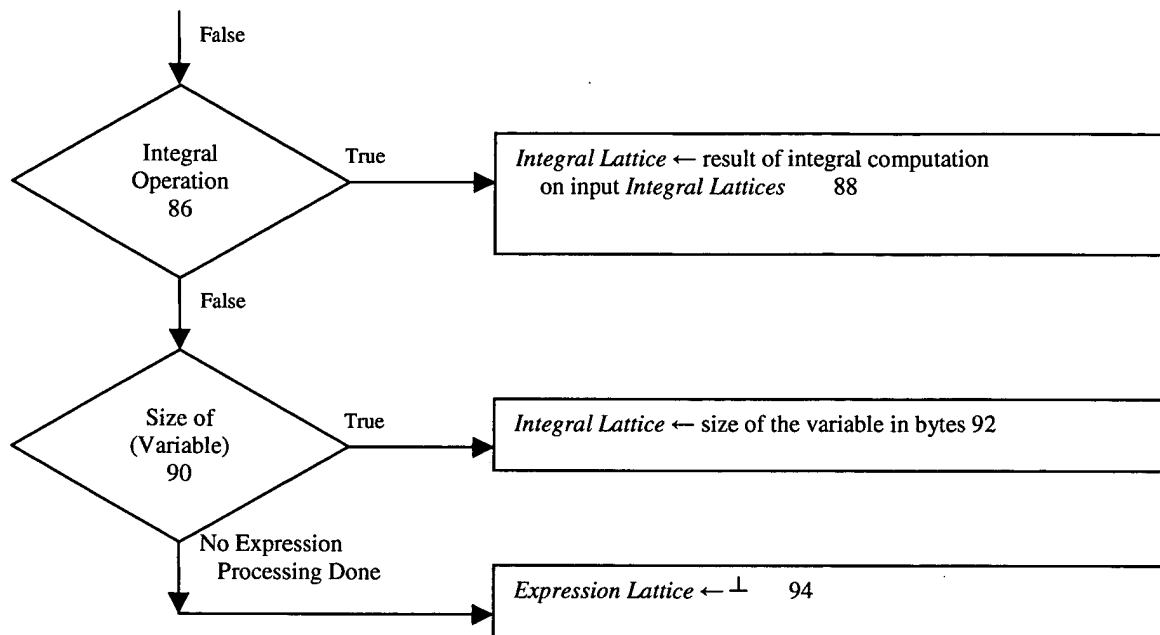 False
Integral
Operation
86
True
Integral Lattice ← result of integral computation
on input Integral Lattices 88
False
Size of
(Variable)
90
True
Integral Lattice ← size of the variable in bytes 92
No Expression
Processing Done
Expression Lattice ← ⊥ 94